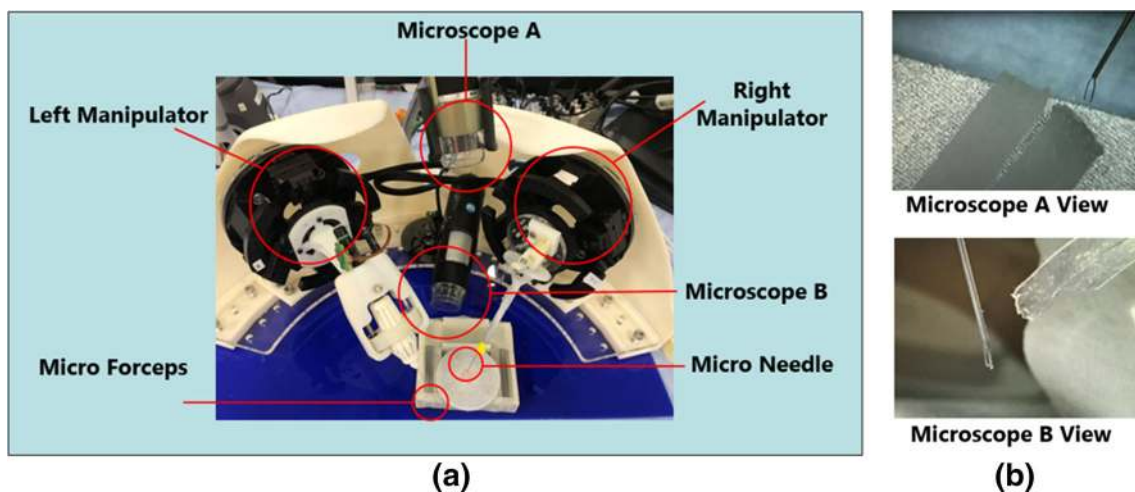 Microscope A
Left Manipulator
Right
Manipulator
Microscope B
Micro Forceps
Micro Needle
(a)
Microscope A View
Microscope B View
(b)